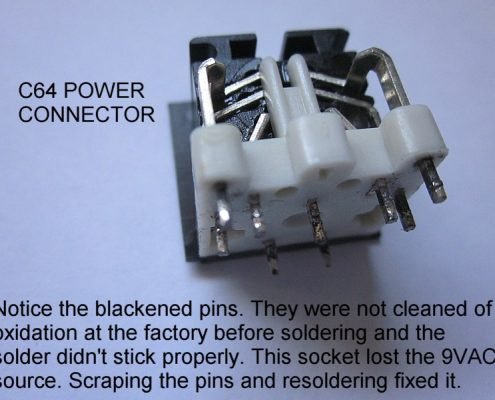 C64 POWER
CONNECTOR
Notice the blackened pins. They were not cleaned of
oxidation at the factory before soldering and the
solder didn't stick properly. This socket lost the 9VAC
source. Scraping the pins and resoldering fixed it.